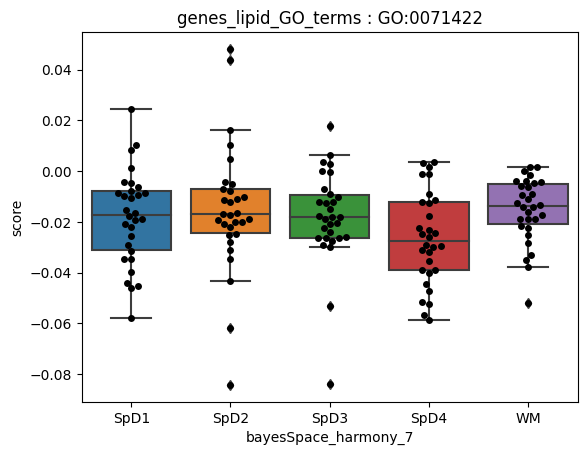 genes_lipid_GO_terms : GO:0071422
score
0.04
0.02
0.00
−0.02
−0.04
−0.06
−0.08
SpD1 SpD2 SpD3 SpD4 WM
bayesSpace_harmony_7